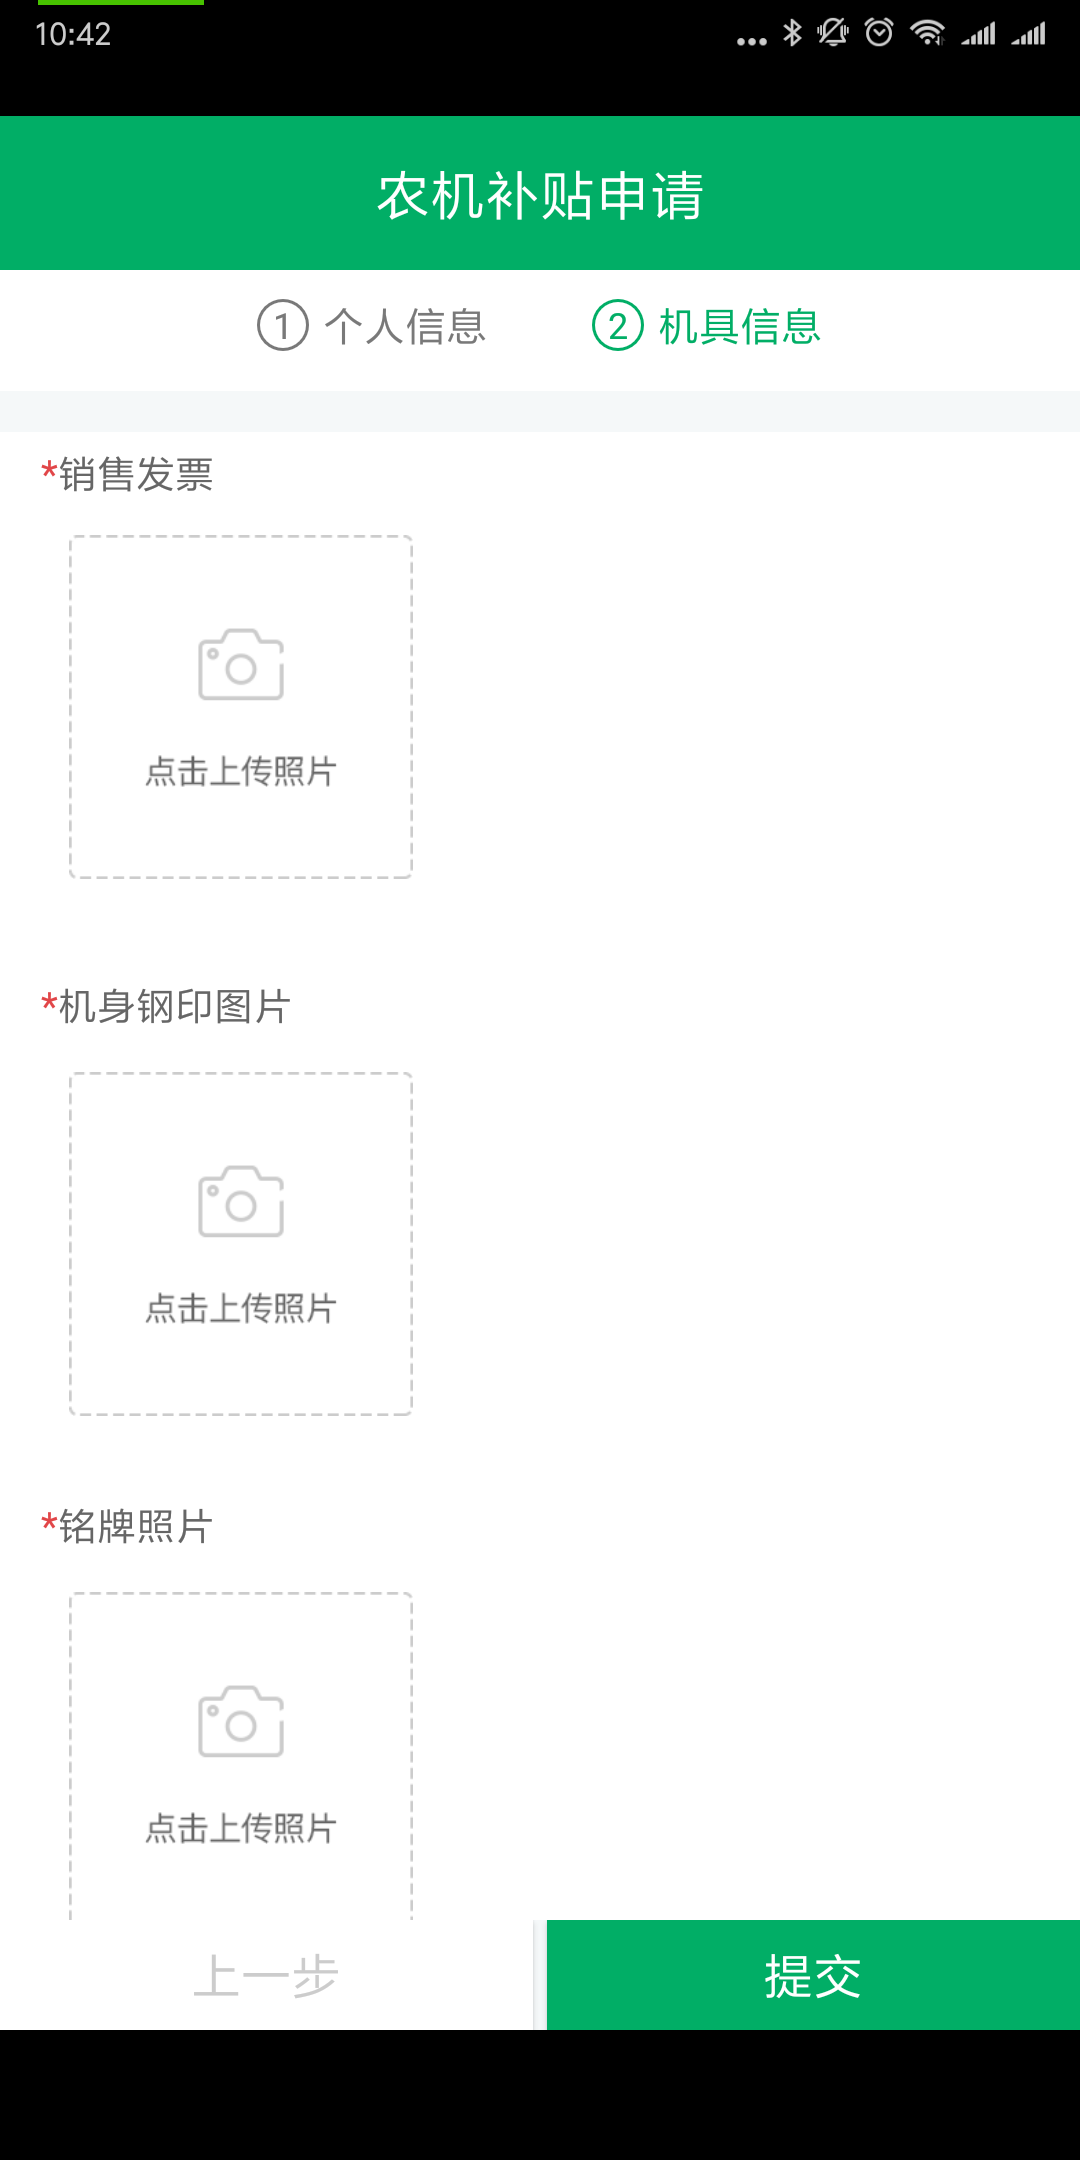 10:42
农机补贴申请
1 个人信息 2 机具信息
*销售发票
点击上传照片
*机身钢印图片
点击上传照片
*铭牌照片
点击上传照片
上一步 提交